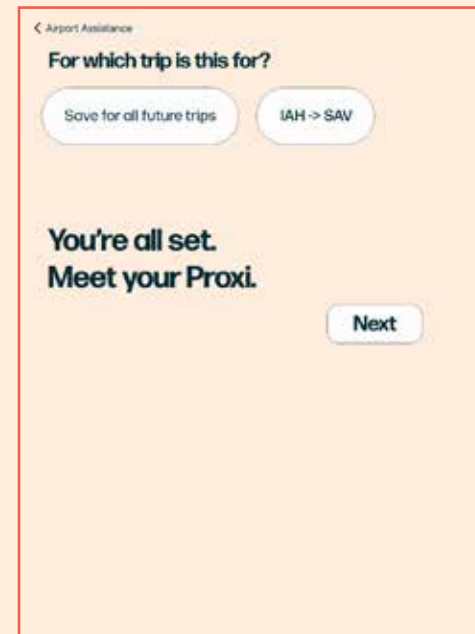 Airport Assistance
For which trip is this for?
Save for all future trips IAH -> SAV
You're all set.
Meet your Proxi.
Next